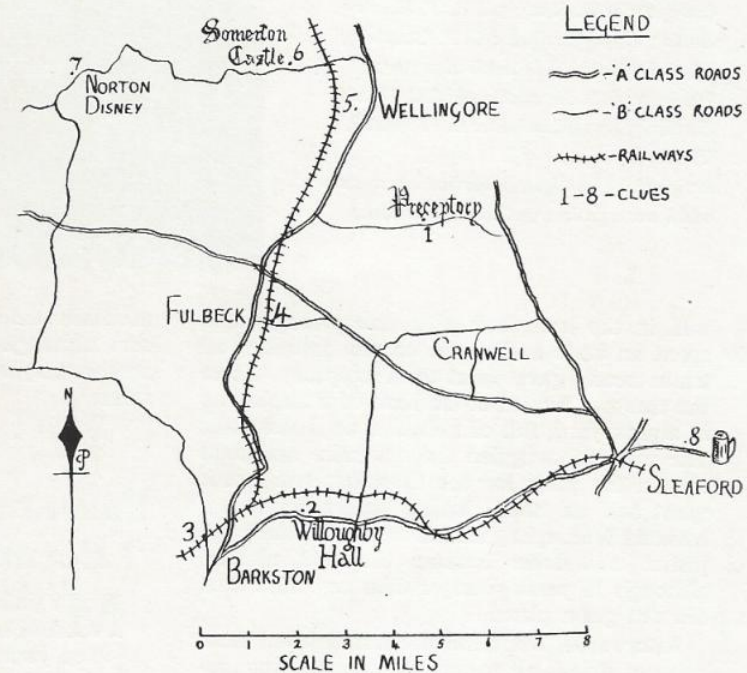 LEGEND
'A' CLASS ROADS
'B' CLASS ROADS
RAILWAYS
1-8 - CLUES
Somerton
Castle .6
.7
NORTON
DISNEY
5.
WELLINGORE
Preceptory
1
FULBECK
4
CRANWELL
N
P
.8
SLEAFORD
3
.2
Willoughby
Hall
BARKSTON
0 1 2 3 4 5 6 7 8
SCALE IN MILES